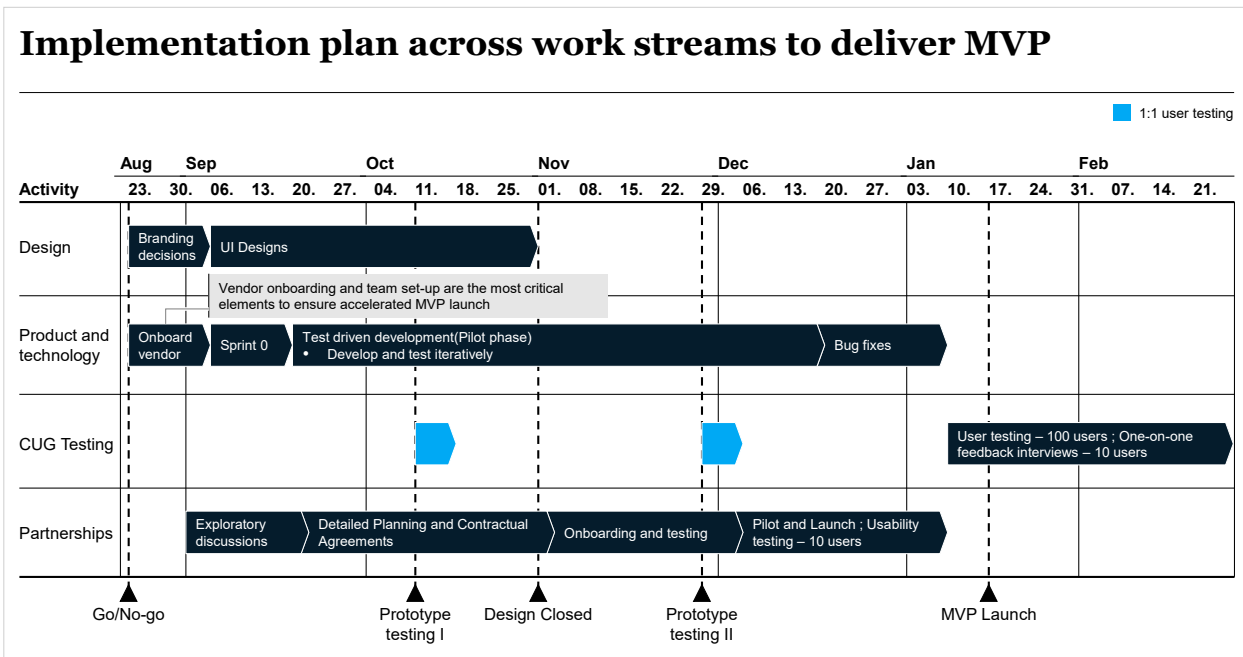 Implementation plan across work streams to deliver MVP
1:1 user testing
Aug Sep Oct Nov Dec Jan Feb
Activity 23. 30. 06. 13. 20. 27. 04. 11. 18. 25. 01. 08. 15. 22. 29. 06. 13. 20. 27. 03. 10. 17. 24. 31. 07. 14. 21.
Design
Branding
decisions
UI Designs
Vendor onboarding and team set-up are the most critical
elements to ensure accelerated MVP launch
Product and
technology
Onboard
vendor
Sprint 0
Test driven development(Pilot phase)
• Develop and test iteratively
Bug fixes
CUG Testing
User testing – 100 users ; One-on-one
feedback interviews – 10 users
Partnerships
Exploratory
discussions
Detailed Planning and Contractual
Agreements
Onboarding and testing
Pilot and Launch ; Usability
testing – 10 users
Go/No-go
Prototype
testing I
Design Closed
Prototype
testing II
MVP Launch